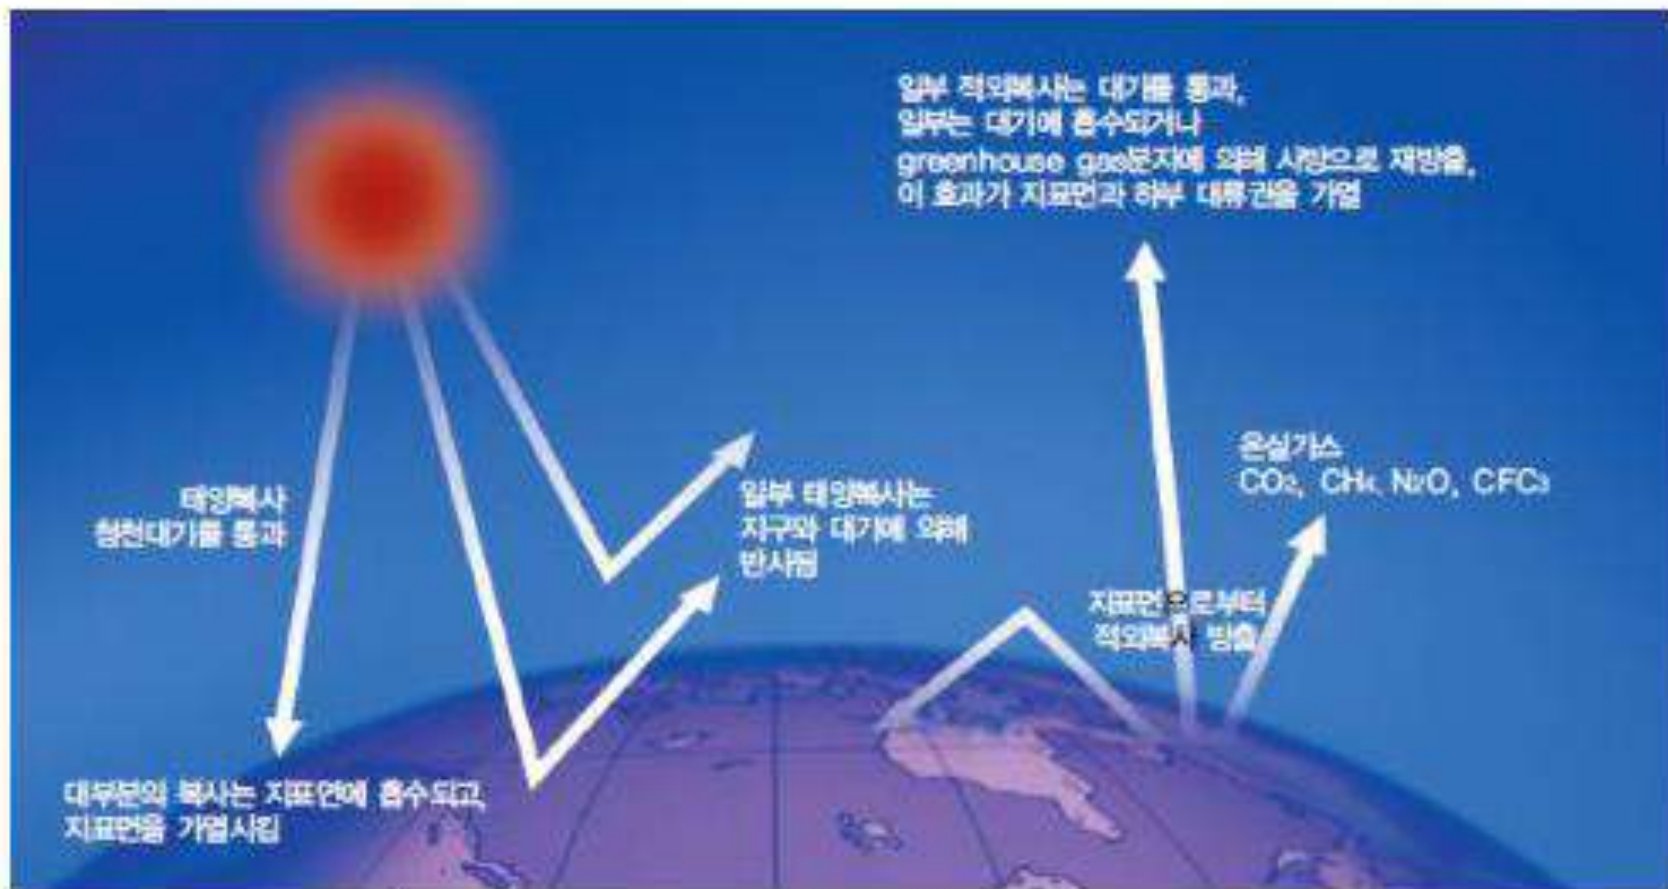 일부 적외복사는 대기를 통과,
일부는 대기에 흡수되거나
greenhouse gas분자에 의해 사방으로 재방출,
이 효과가 지표면과 하부 대류권을 가열
온실가스
CO₂, CH₄, N₂O, CFC₃
태양복사
청천대기를 통과
일부 태양복사는
지구와 대기에 의해
반사됨
지표면으로부터
적외복사 방출
대부분의 복사는 지표면에 흡수되고,
지표면을 가열시킴